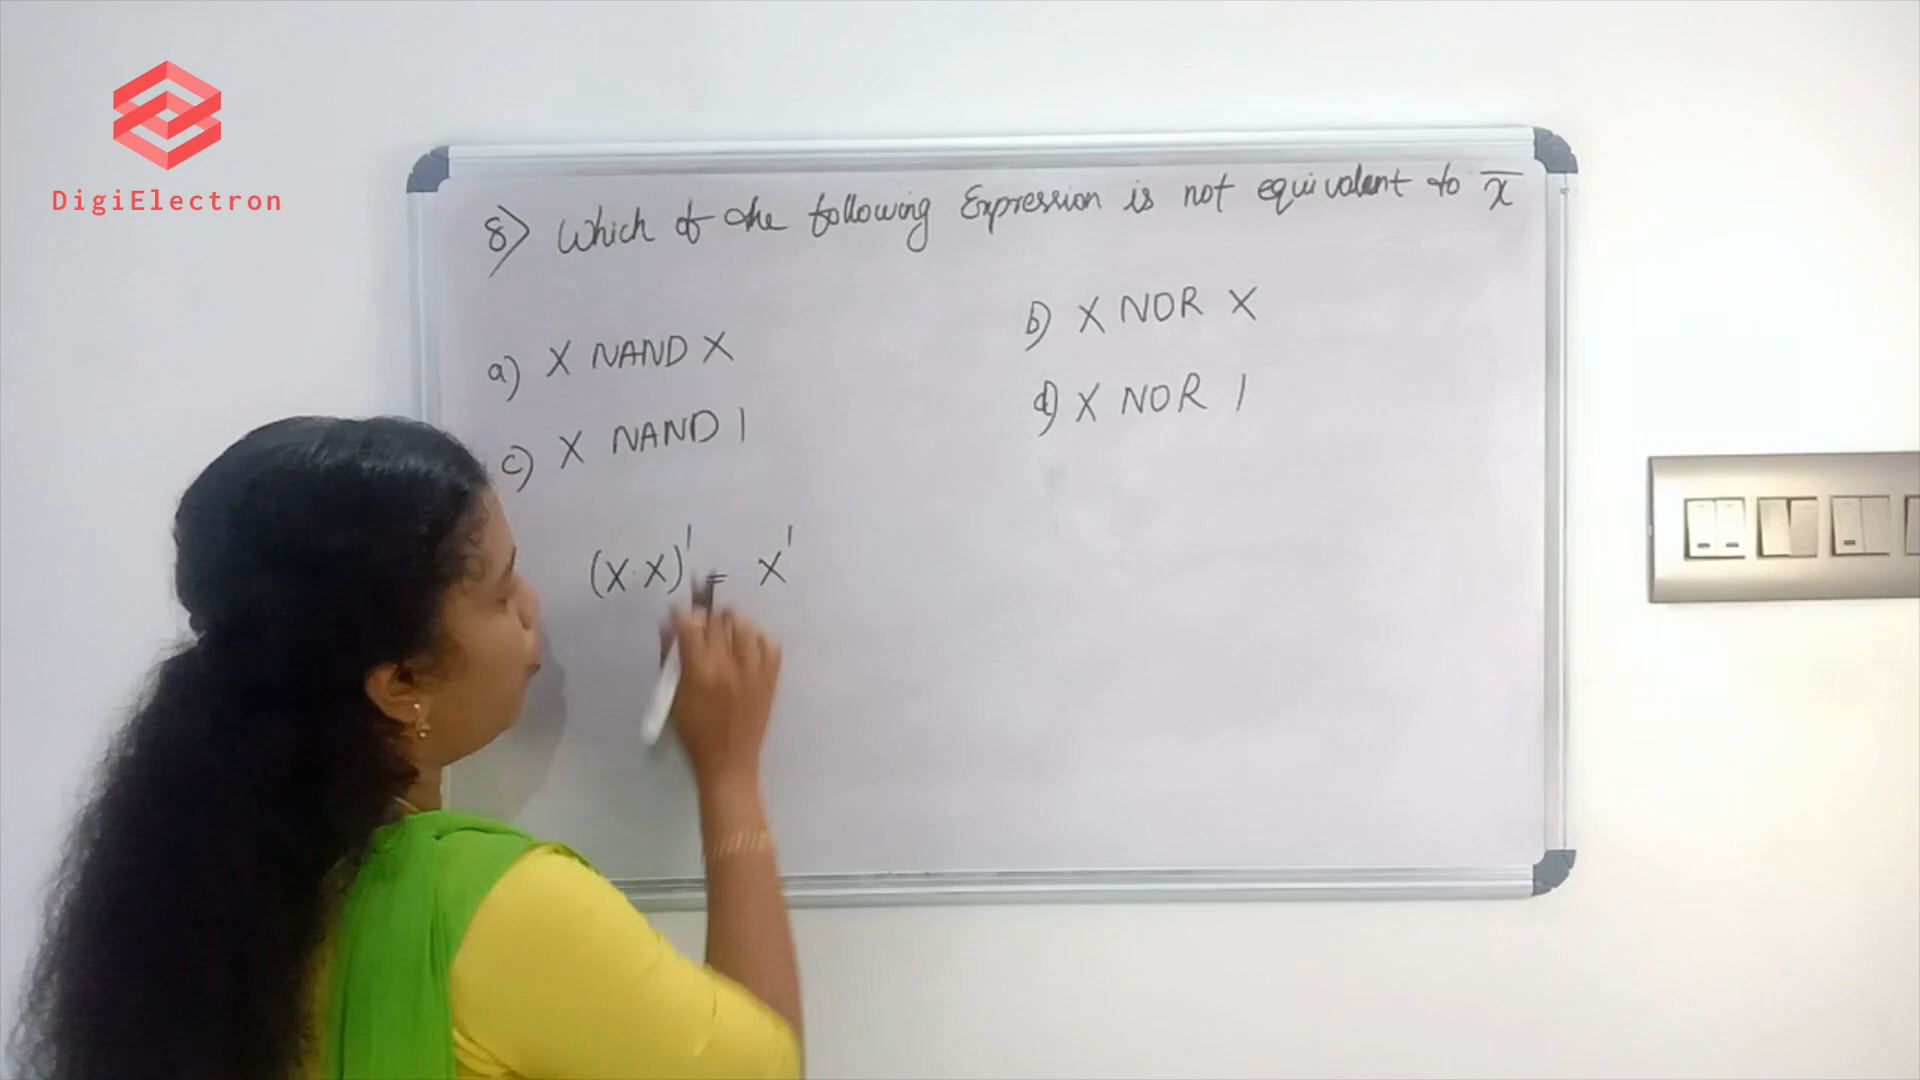 DigiElectron
8) Which of the following Expression is not equivalent to x̅
a) X NAND X
b) X NOR X
c) X NAND 1
d) X NOR 1
(X·X)' = X'